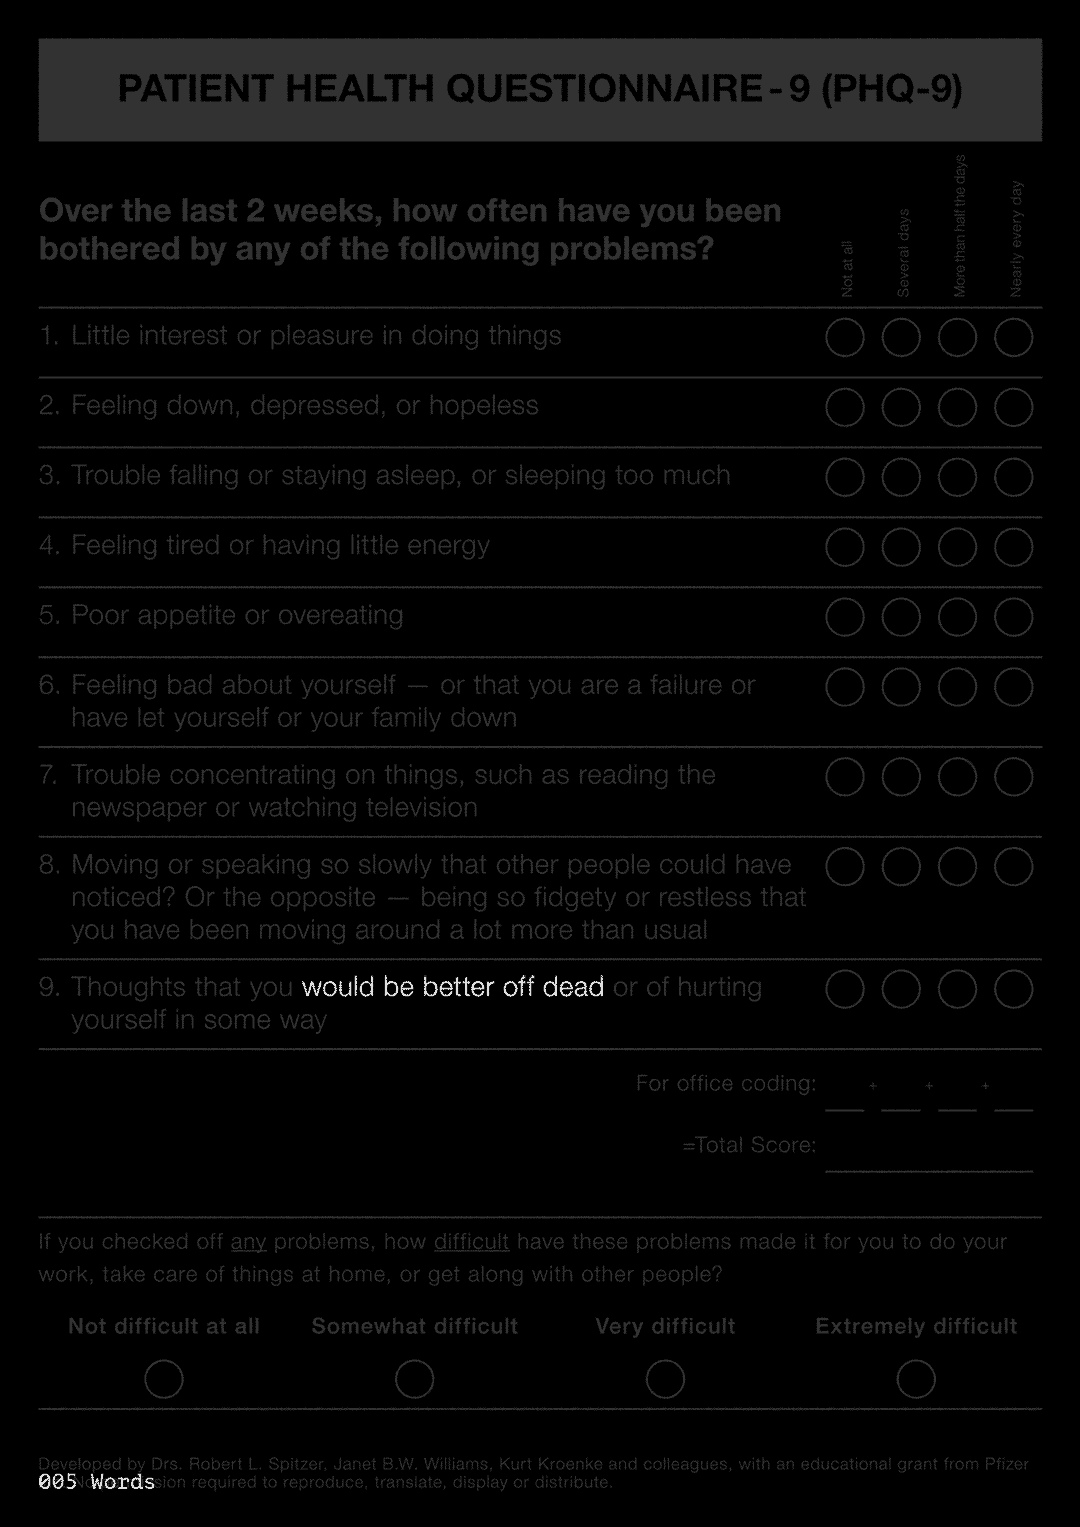 PATIENT HEALTH QUESTIONNAIRE - 9 (PHQ-9)
Over the last 2 weeks, how often have you been
bothered by any of the following problems?
Not at all
Several days
More than half the days
Nearly every day
1. Little interest or pleasure in doing things
2. Feeling down, depressed, or hopeless
3. Trouble falling or staying asleep, or sleeping too much
4. Feeling tired or having little energy
5. Poor appetite or overeating
6. Feeling bad about yourself — or that you are a failure or
have let yourself or your family down
7. Trouble concentrating on things, such as reading the
newspaper or watching television
8. Moving or speaking so slowly that other people could have
noticed? Or the opposite — being so fidgety or restless that
you have been moving around a lot more than usual
9. Thoughts that you would be better off dead or of hurting
yourself in some way
For office coding: + + +
=Total Score:
If you checked off any problems, how difficult have these problems made it for you to do your
work, take care of things at home, or get along with other people?
Not difficult at all Somewhat difficult Very difficult Extremely difficult
Developed by Drs. Robert L. Spitzer, Janet B.W. Williams, Kurt Kroenke and colleagues, with an educational grant from Pfizer
required to reproduce, translate, display or distribute.
005 Words